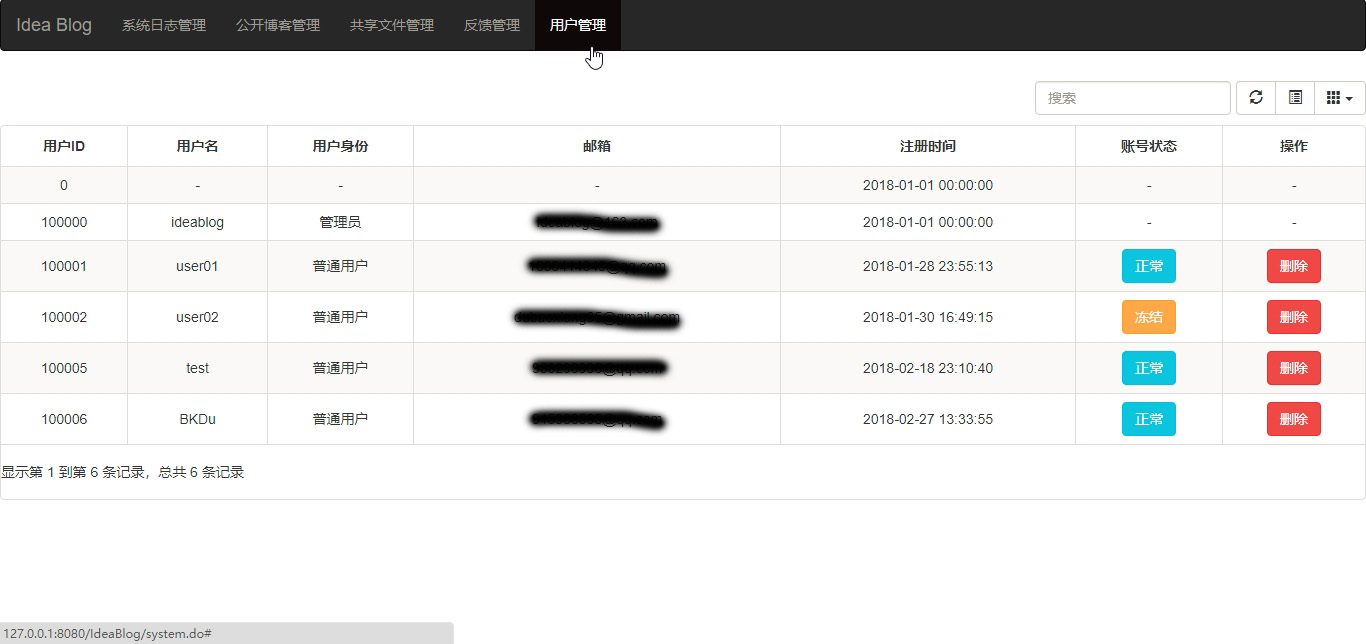 Idea Blog 系统日志管理 公开博客管理 共享文件管理 反馈管理 用户管理
搜索
用户ID 用户名 用户身份 邮箱 注册时间 账号状态 操作
0 - - - 2018-01-01 00:00:00 - -
100000 ideablog 管理员 2018-01-01 00:00:00 - -
100001 user01 普通用户 2018-01-28 23:55:13 正常 删除
100002 user02 普通用户 2018-01-30 16:49:15 冻结 删除
100005 test 普通用户 2018-02-18 23:10:40 正常 删除
100006 BKDu 普通用户 2018-02-27 13:33:55 正常 删除
显示第 1 到第 6 条记录，总共 6 条记录
127.0.0.1:8080/IdeaBlog/system.do#